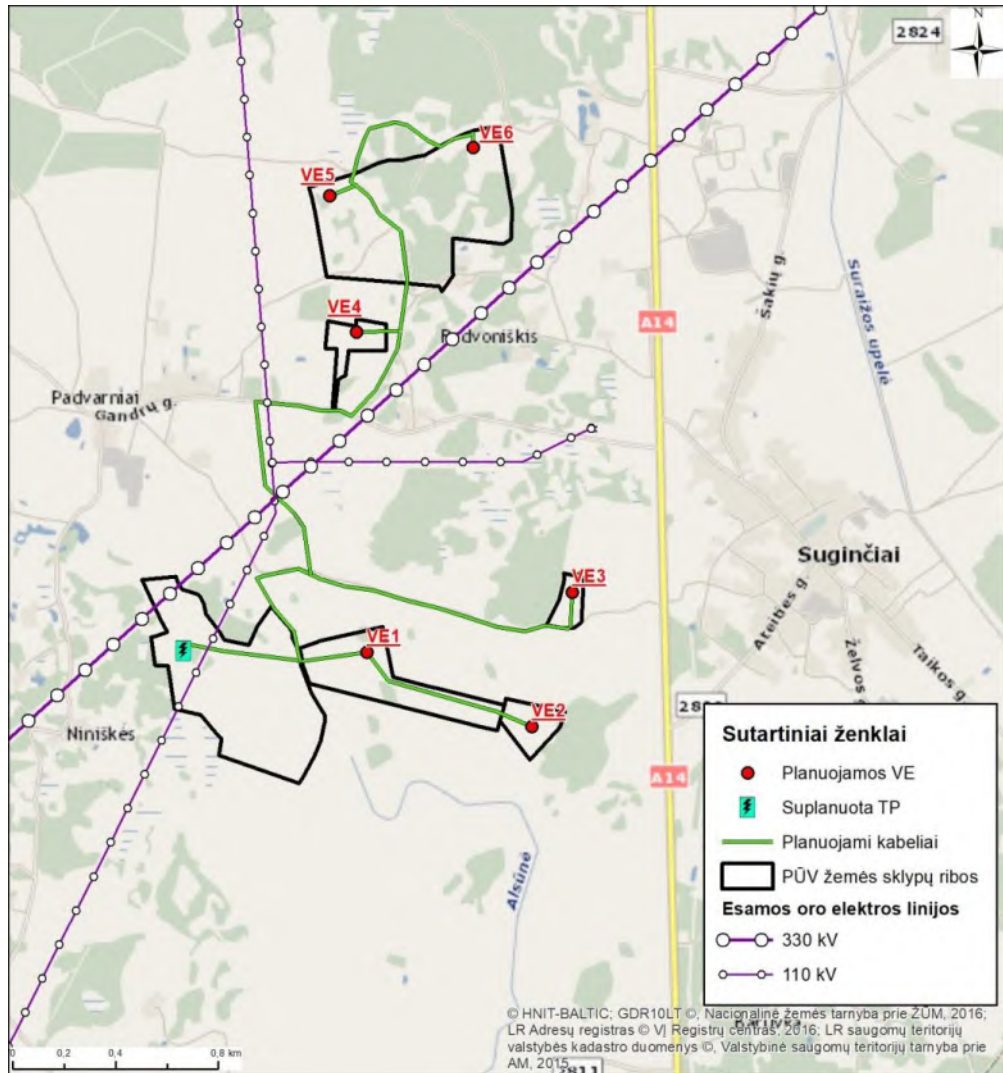 2824
N
VE6
VE5
VE4
Padvoniškis
A14
Šakių g.
Suraižos upelė
Padvarniai
Gandrų g.
Suginčiai
VE3
Ateities g.
VE1
Želvos
Taikos g.
VE2
Niniškės
A14
Alsūnė
Sutartiniai ženklai
Planuojamos VE
Suplanuota TP
Planuojami kabeliai
PŪV žemės sklypų ribos
Esamos oro elektros linijos
330 kV
110 kV
© HNIT-BALTIC; GDR10LT ©, Nacionalinė žemės tarnyba prie ŽŪM, 2016;
LR Adresų registras © VĮ Registrų centras, 2016; LR saugomų teritorijų
valstybės kadastro duomenys ©, Valstybinė saugomų teritorijų tarnyba prie
AM, 2015
2811
0 0,2 0,4 0,8 km